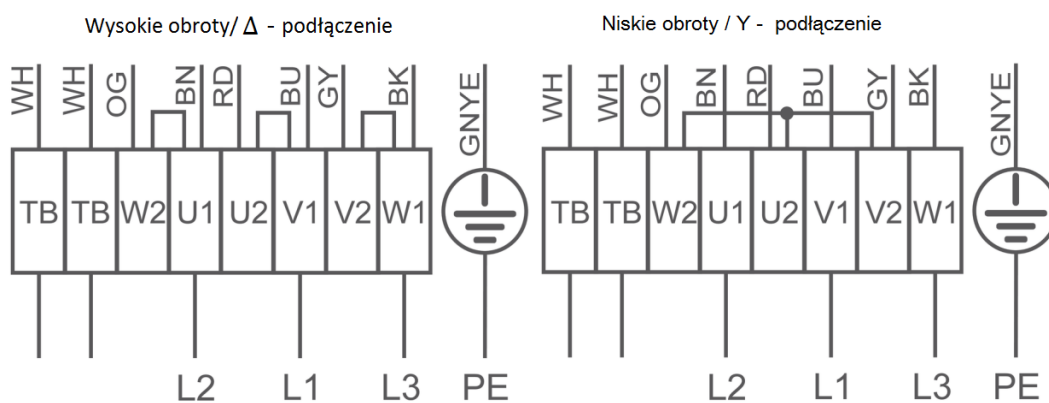 Wysokie obroty/ Δ - podłączenie
WH WH OG BN RD BU GY BK GNYE
TB TB W2 U1 U2 V1 V2 W1
L2 L1 L3 PE
Niskie obroty / Y - podłączenie
WH WH OG BN RD BU GY BK GNYE
TB TB W2 U1 U2 V1 V2 W1
L2 L1 L3 PE